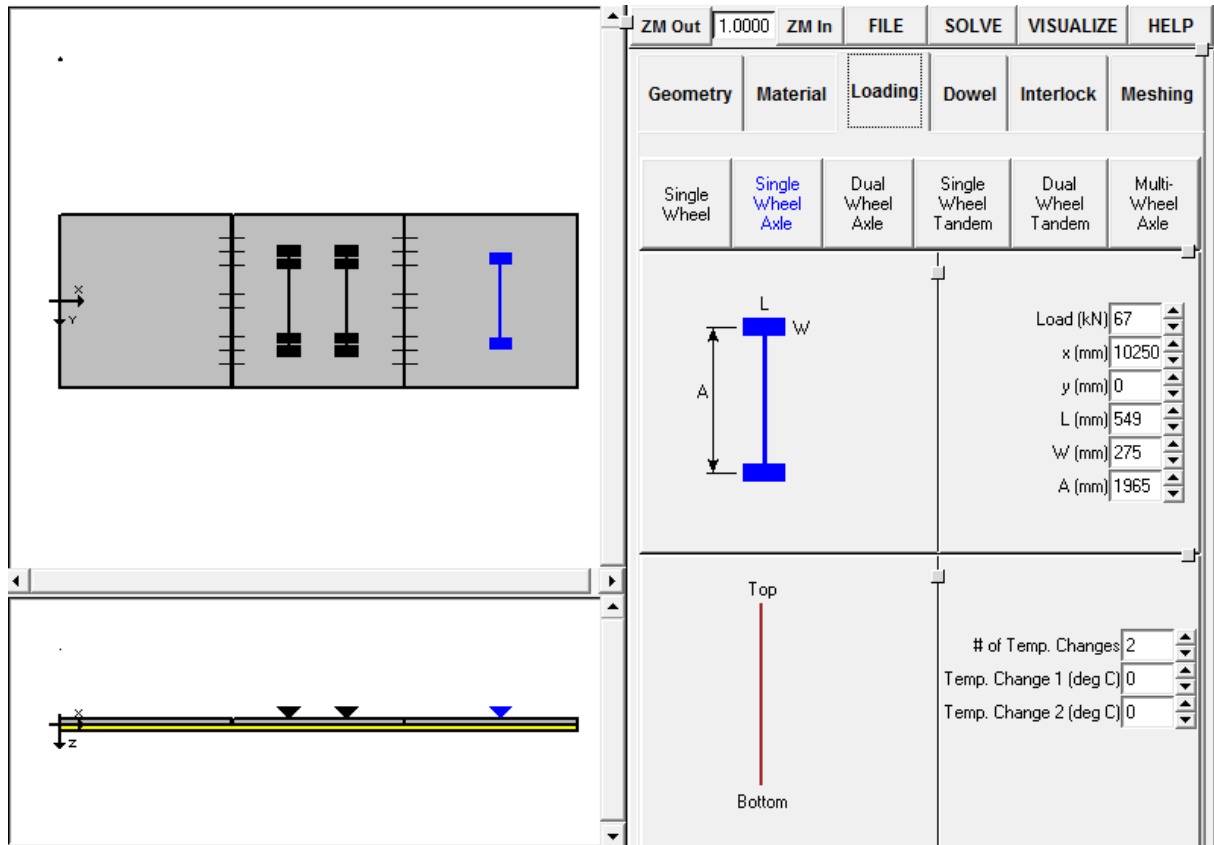 ZM Out 1.0000 ZM In FILE SOLVE VISUALIZE HELP
Geometry Material Loading Dowel Interlock Meshing
Single Wheel
Single Wheel Axle
Dual Wheel Axle
Single Wheel Tandem
Dual Wheel Tandem
Multi-Wheel Axle
X
Y
L
W
A
Load (kN) 67
x (mm) 10250
y (mm) 0
L (mm) 549
W (mm) 275
A (mm) 1965
X
Z
Top
Bottom
# of Temp. Changes 2
Temp. Change 1 (deg C) 0
Temp. Change 2 (deg C) 0